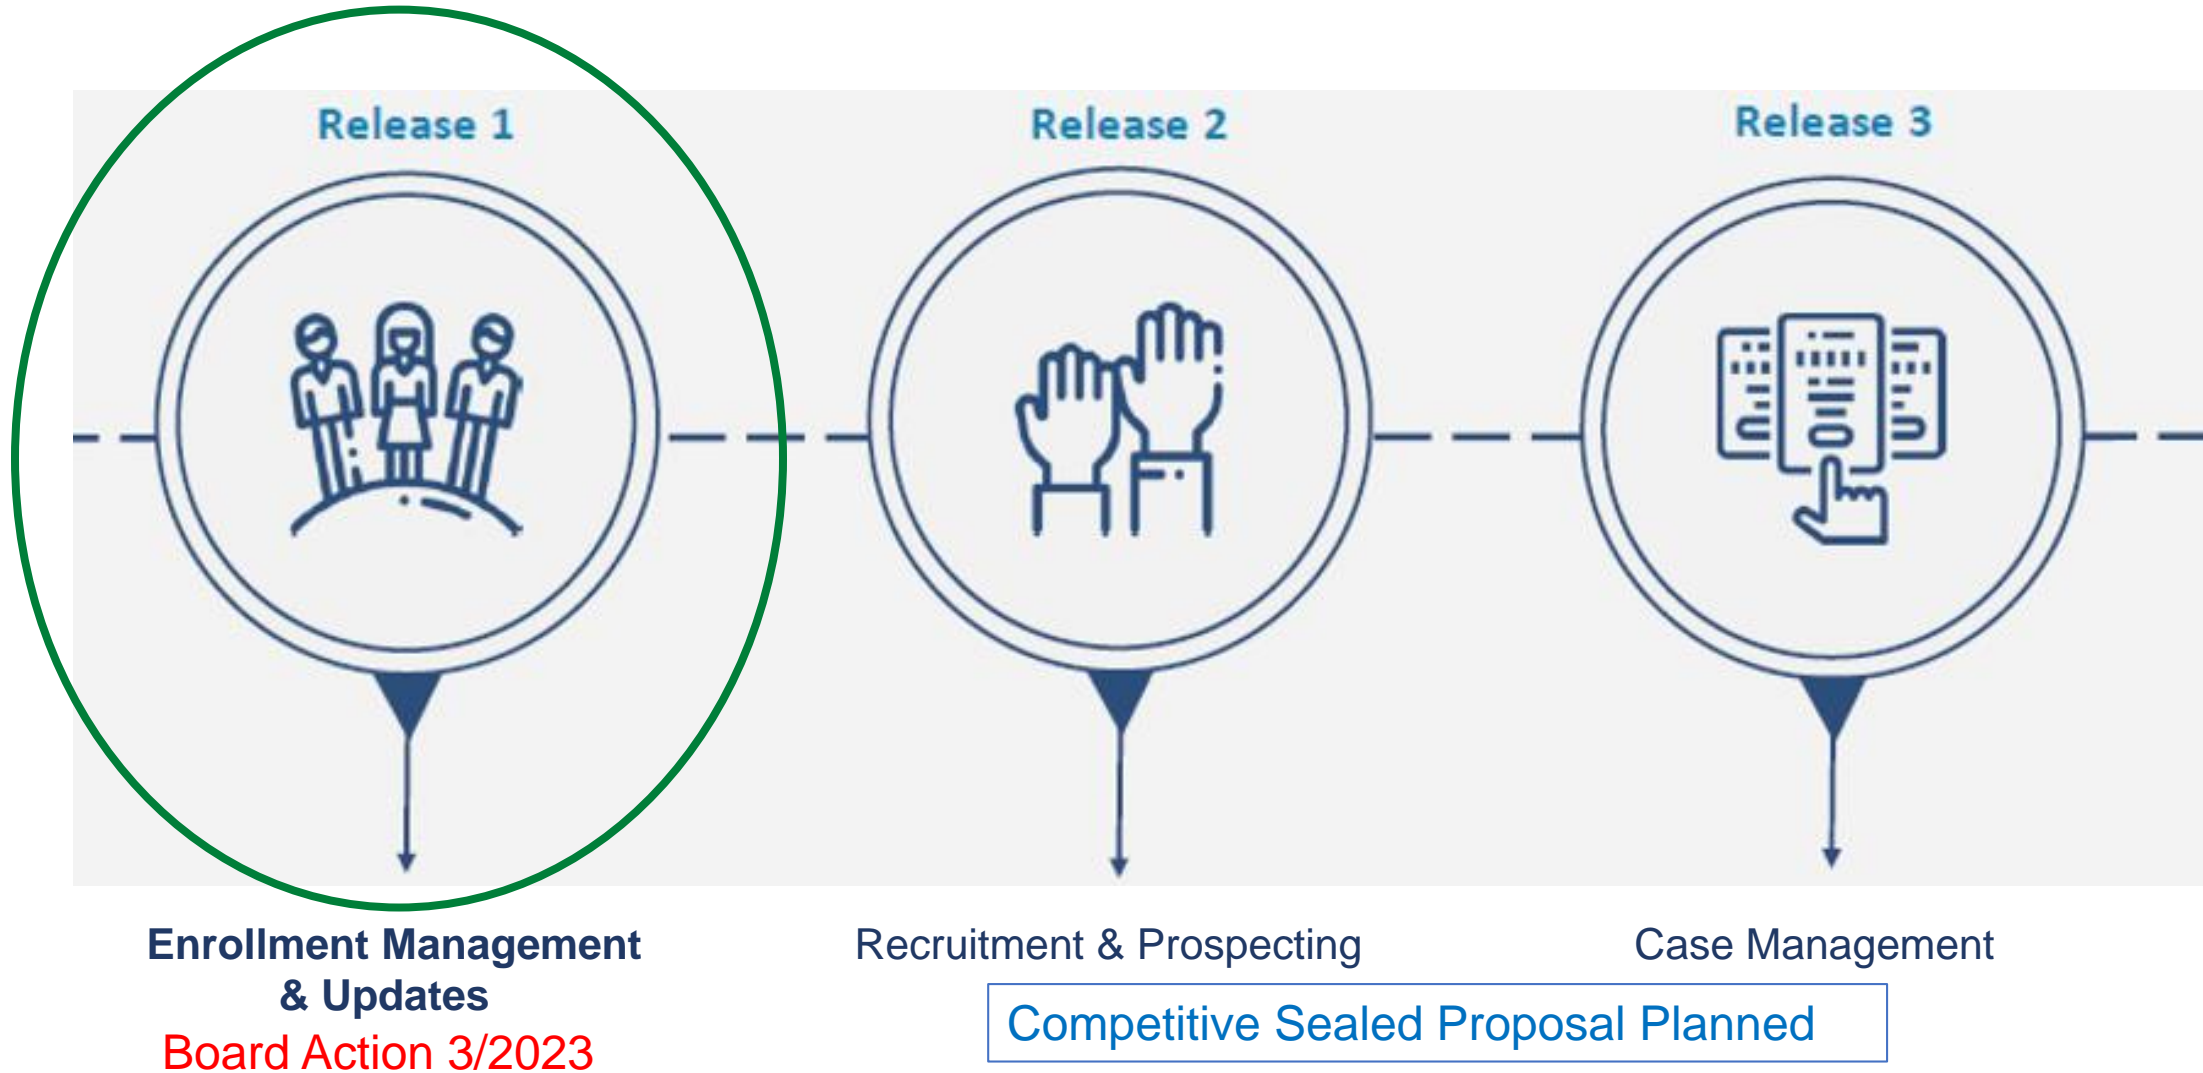 Release 1
Release 2
Release 3
Enrollment Management
& Updates
Board Action 3/2023
Recruitment & Prospecting
Case Management
Competitive Sealed Proposal Planned